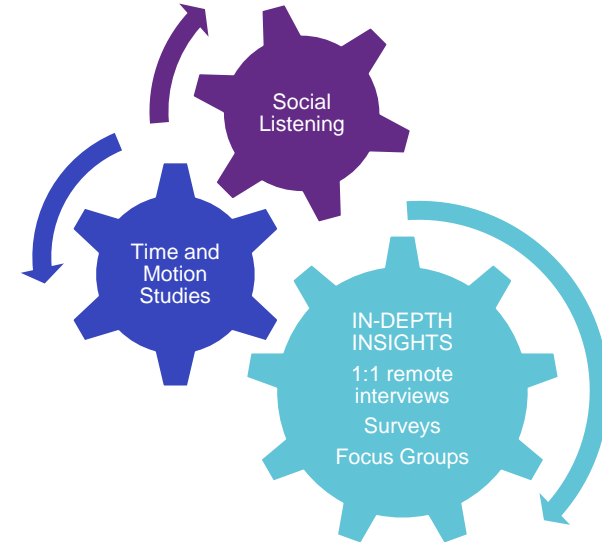 Social
Listening
Time and
Motion
Studies
IN-DEPTH
INSIGHTS
1:1 remote
interviews
Surveys
Focus Groups